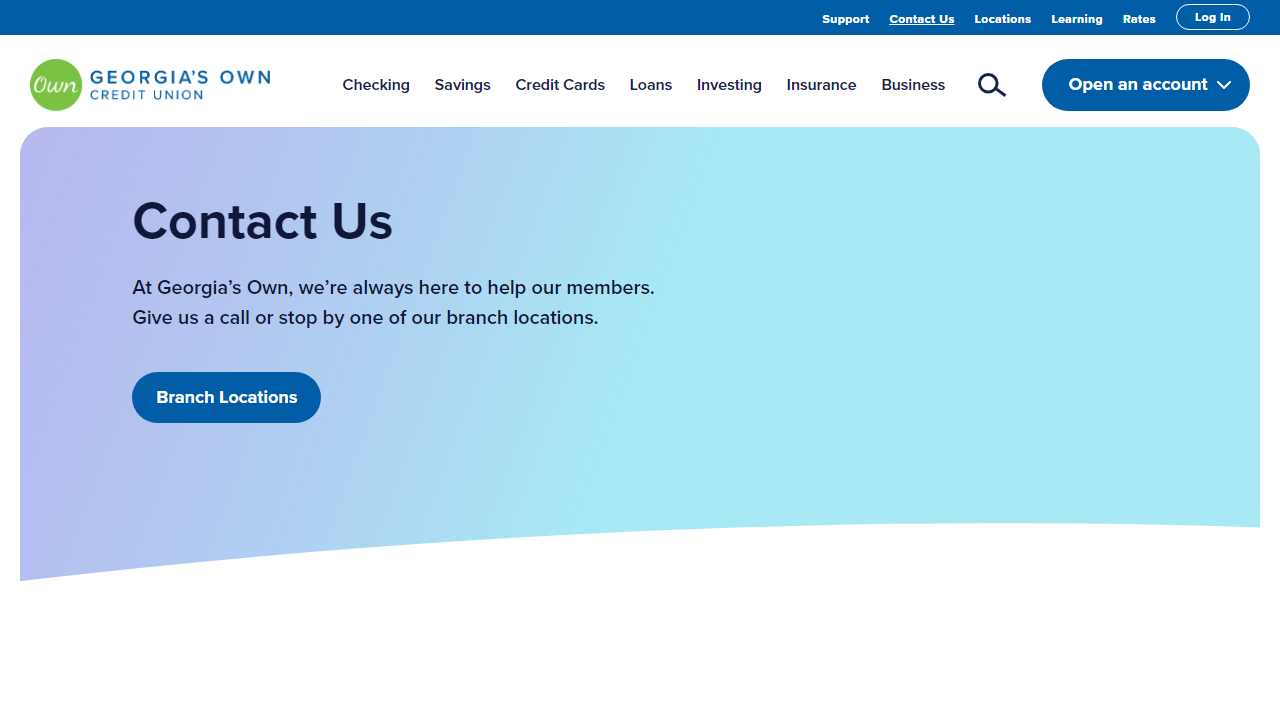 Support Contact Us Locations Learning Rates Log In
Own GEORGIA'S OWN
CREDIT UNION
Checking Savings Credit Cards Loans Investing Insurance Business Open an account
Contact Us
At Georgia’s Own, we’re always here to help our members.
Give us a call or stop by one of our branch locations.
Branch Locations